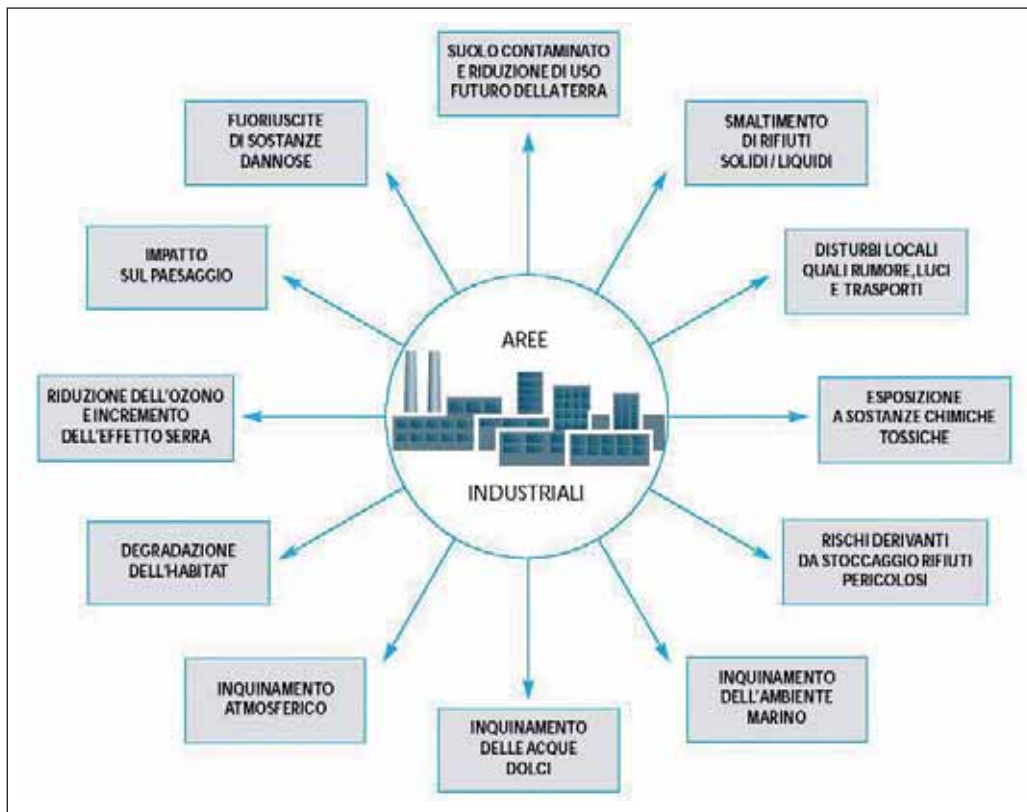 SUOLO CONTAMINATO
E RIDUZIONE DI USO
FUTURO DELLA TERRA
SMALTIMENTO
DI RIFIUTI
SOLIDI / LIQUIDI
DISTURBI LOCALI
QUALI RUMORE, LUCI
E TRASPORTI
ESPOSIZIONE
A SOSTANZE CHIMICHE
TOSSICHE
RISCHI DERIVANTI
DA STOCCAGGIO RIFIUTI
PERICOLOSI
INQUINAMENTO
DELL'AMBIENTE
MARINO
INQUINAMENTO
DELLE ACQUE
DOLCI
INQUINAMENTO
ATMOSFERICO
DEGRADAZIONE
DELL'HABITAT
RIDUZIONE DELL'OZONO
E INCREMENTO
DELL'EFFETTO SERRA
IMPATTO
SUL PAESAGGIO
FUORIUSCITE
DI SOSTANZE
DANNOSE
AREE
INDUSTRIALI